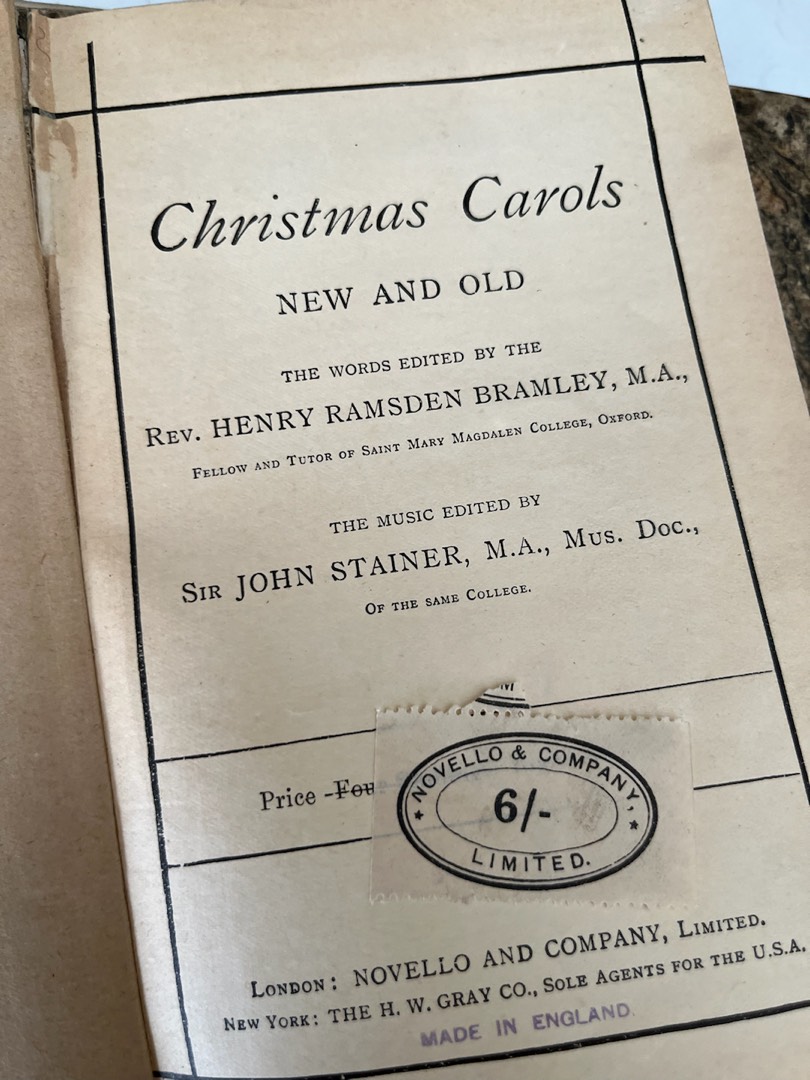 Christmas Carols
NEW AND OLD
THE WORDS EDITED BY THE
REV. HENRY RAMSDEN BRAMLEY, M.A.,
FELLOW AND TUTOR OF SAINT MARY MAGDALEN COLLEGE, OXFORD.
THE MUSIC EDITED BY
SIR JOHN STAINER, M.A., MUS. DOC.,
OF THE SAME COLLEGE.
Price
NOVELLO & COMPANY,
6/-
LIMITED.
LONDON: NOVELLO AND COMPANY, LIMITED.
NEW YORK: THE H. W. GRAY CO., SOLE AGENTS FOR THE U.S.A.
MADE IN ENGLAND.